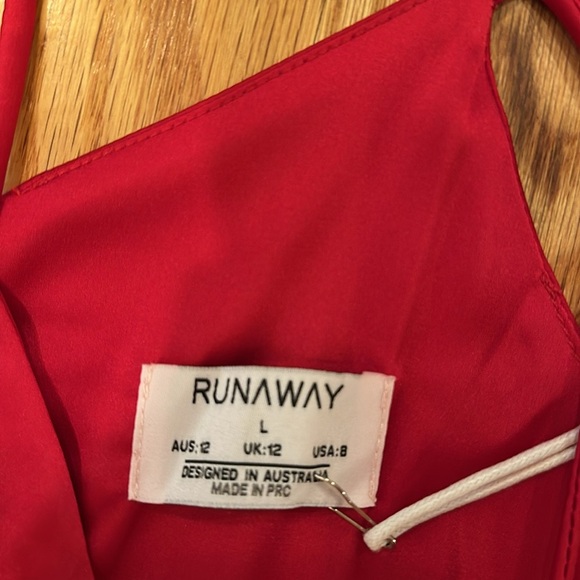 RUNAWAY
L
AUS:12 UK:12 USA:8
DESIGNED IN AUSTRALIA
MADE IN PRC